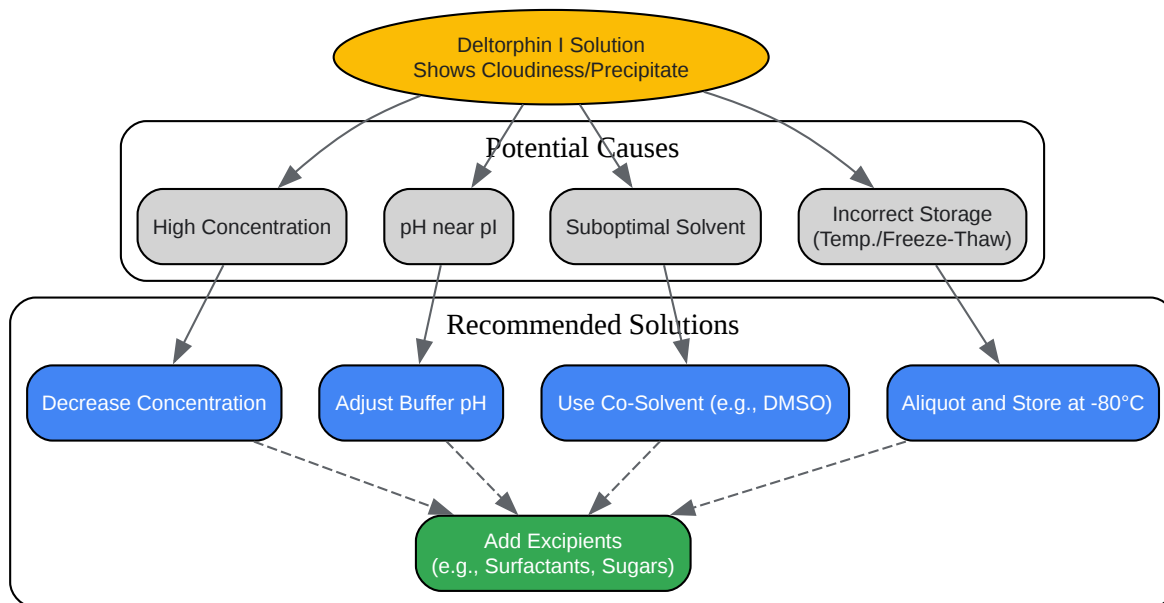 Deltorphin I Solution
Shows Cloudiness/Precipitate
Potential Causes
High Concentration
pH near pI
Suboptimal Solvent
Incorrect Storage
(Temp./Freeze-Thaw)
Recommended Solutions
Decrease Concentration
Adjust Buffer pH
Use Co-Solvent (e.g., DMSO)
Aliquot and Store at -80°C
Add Excipients
(e.g., Surfactants, Sugars)